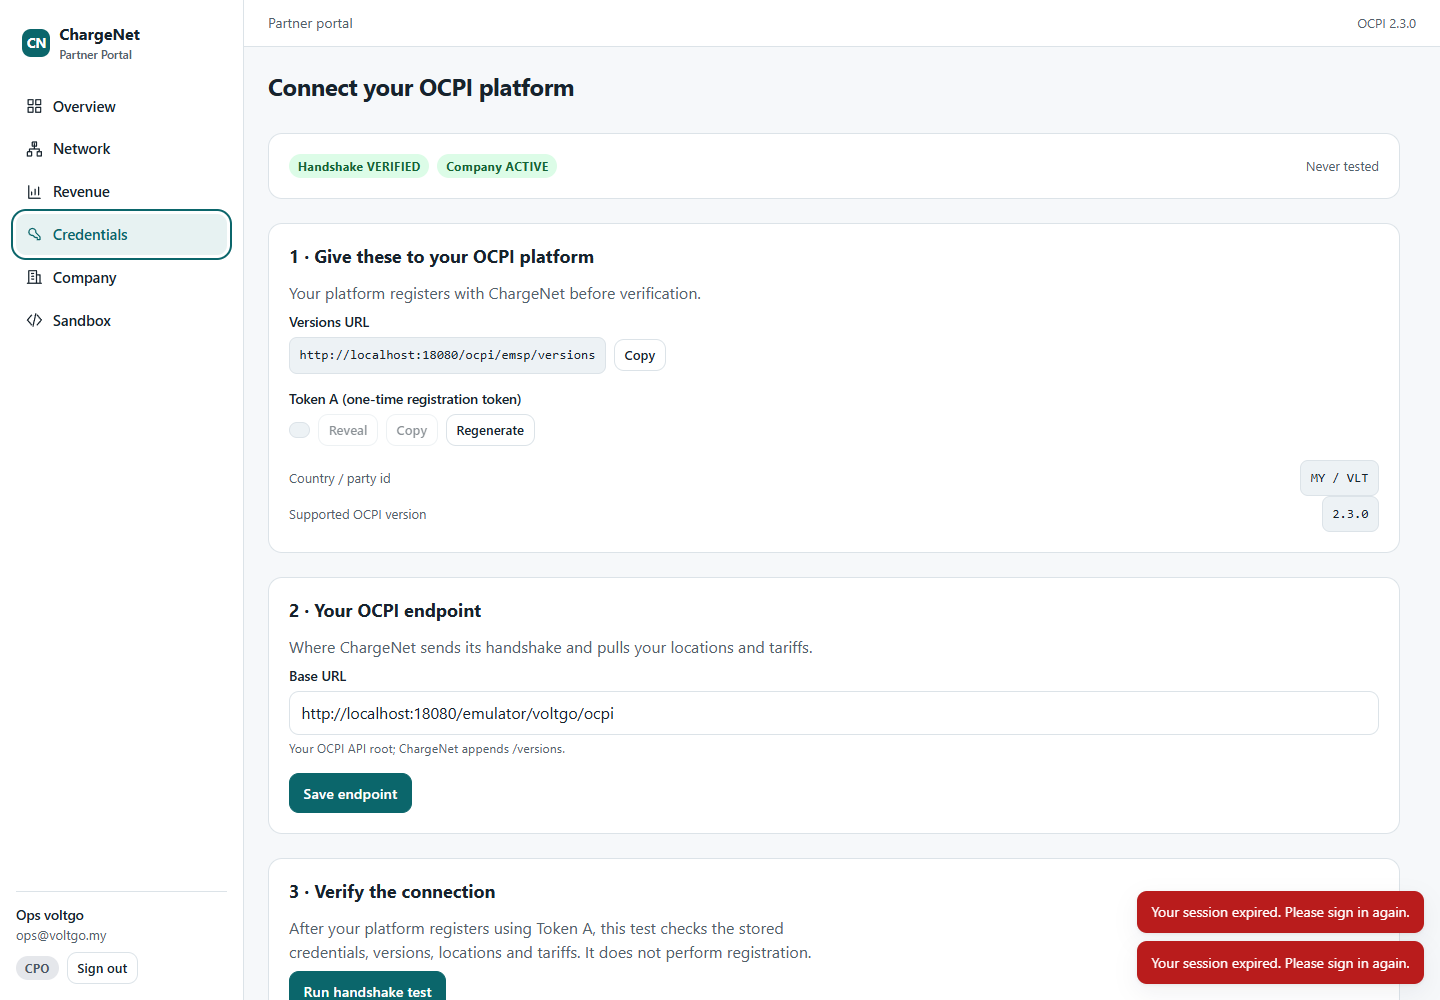 CN
ChargeNet
Partner Portal
Overview
Network
Revenue
Credentials
Company
Sandbox
Ops voltgo
ops@voltgo.my
CPO
Sign out
Partner portal
OCPI 2.3.0
Connect your OCPI platform
Handshake VERIFIED
Company ACTIVE
Never tested
1 · Give these to your OCPI platform
Your platform registers with ChargeNet before verification.
Versions URL
http://localhost:18080/ocpi/emsp/versions
Copy
Token A (one-time registration token)
Reveal
Copy
Regenerate
Country / party id
MY / VLT
Supported OCPI version
2.3.0
2 · Your OCPI endpoint
Where ChargeNet sends its handshake and pulls your locations and tariffs.
Base URL
http://localhost:18080/emulator/voltgo/ocpi
Your OCPI API root; ChargeNet appends /versions.
Save endpoint
3 · Verify the connection
After your platform registers using Token A, this test checks the stored
credentials, versions, locations and tariffs. It does not perform registration.
Run handshake test
Your session expired. Please sign in again.
Your session expired. Please sign in again.